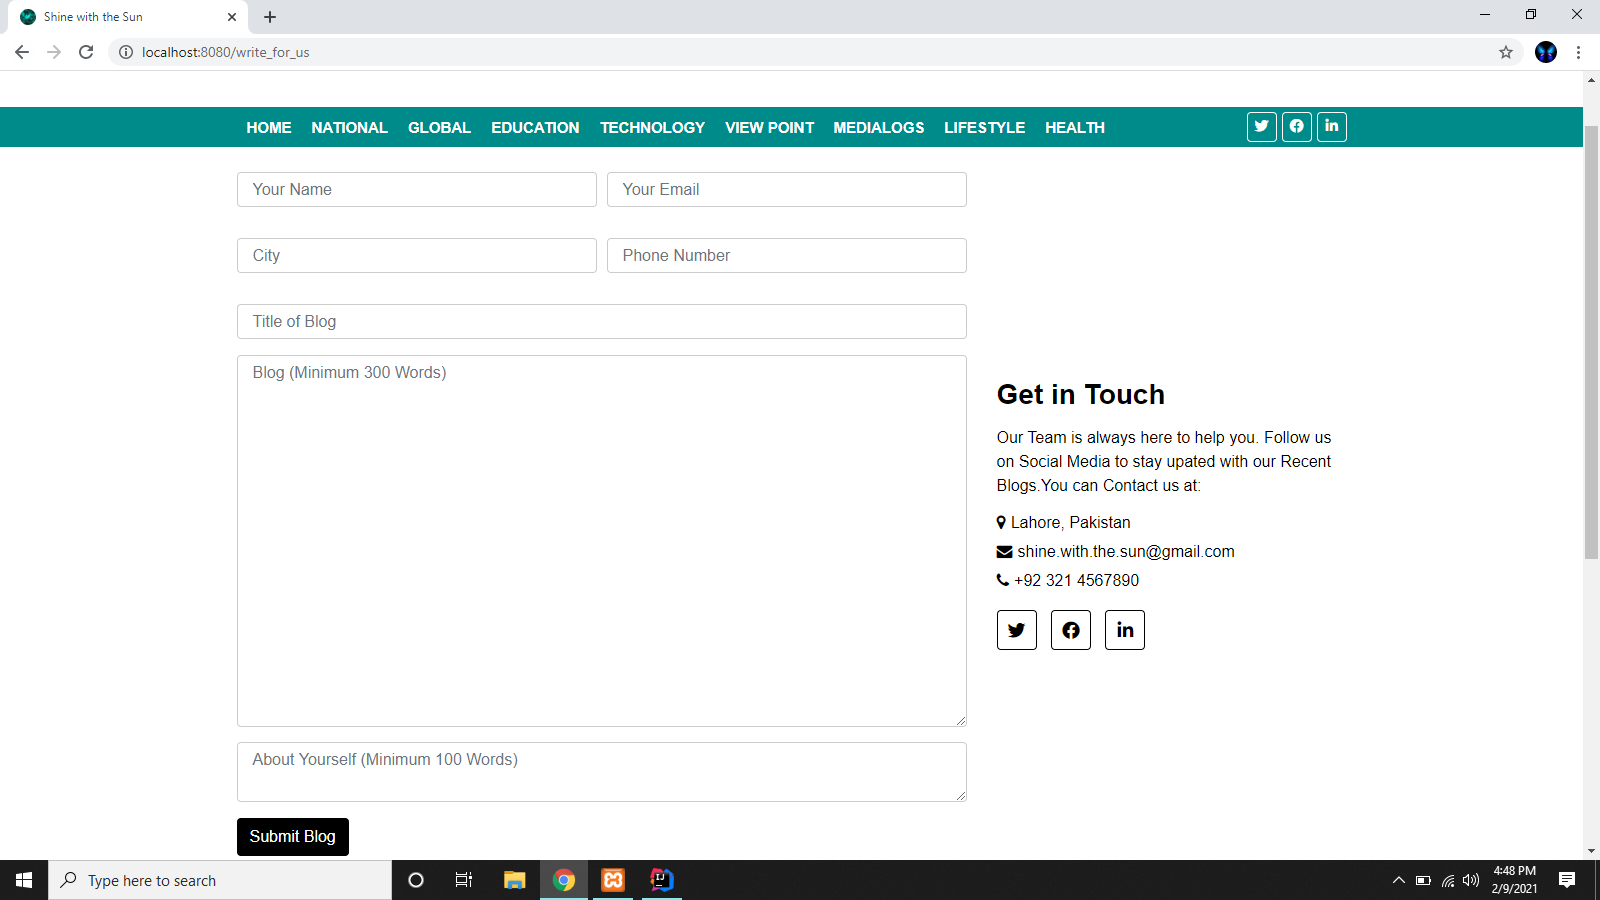 Shine with the Sun
localhost:8080/write_for_us
HOME NATIONAL GLOBAL EDUCATION TECHNOLOGY VIEW POINT MEDIALOGS LIFESTYLE HEALTH
Your Name
Your Email
City
Phone Number
Title of Blog
Blog (Minimum 300 Words)
About Yourself (Minimum 100 Words)
Submit Blog
Get in Touch
Our Team is always here to help you. Follow us
on Social Media to stay upated with our Recent
Blogs.You can Contact us at:
Lahore, Pakistan
shine.with.the.sun@gmail.com
+92 321 4567890
Type here to search
4:48 PM
2/9/2021